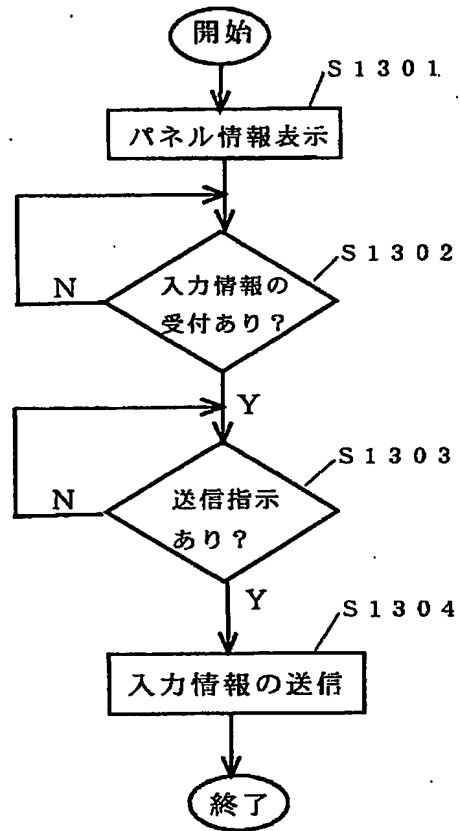 開始
S1301
パネル情報表示
S1302
入力情報の
受付あり?
N
Y
S1303
送信指示
あり?
N
Y
S1304
入力情報の送信
終了